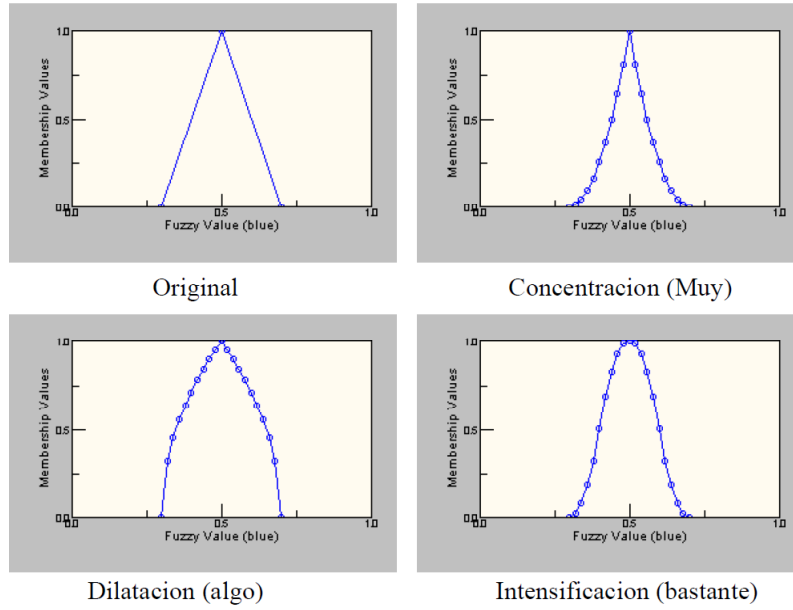 1.0
Membership Values
0.5
0.0
0.0
0.5
1.0
Fuzzy Value (blue)
Original
1.0
Membership Values
0.5
0.0
0.0
0.5
1.0
Fuzzy Value (blue)
Concentracion (Muy)
1.0
Membership Values
0.5
0.0
0.0
0.5
1.0
Fuzzy Value (blue)
Dilatacion (algo)
1.0
Membership Values
0.5
0.0
0.0
0.5
1.0
Fuzzy Value (blue)
Intensificacion (bastante)